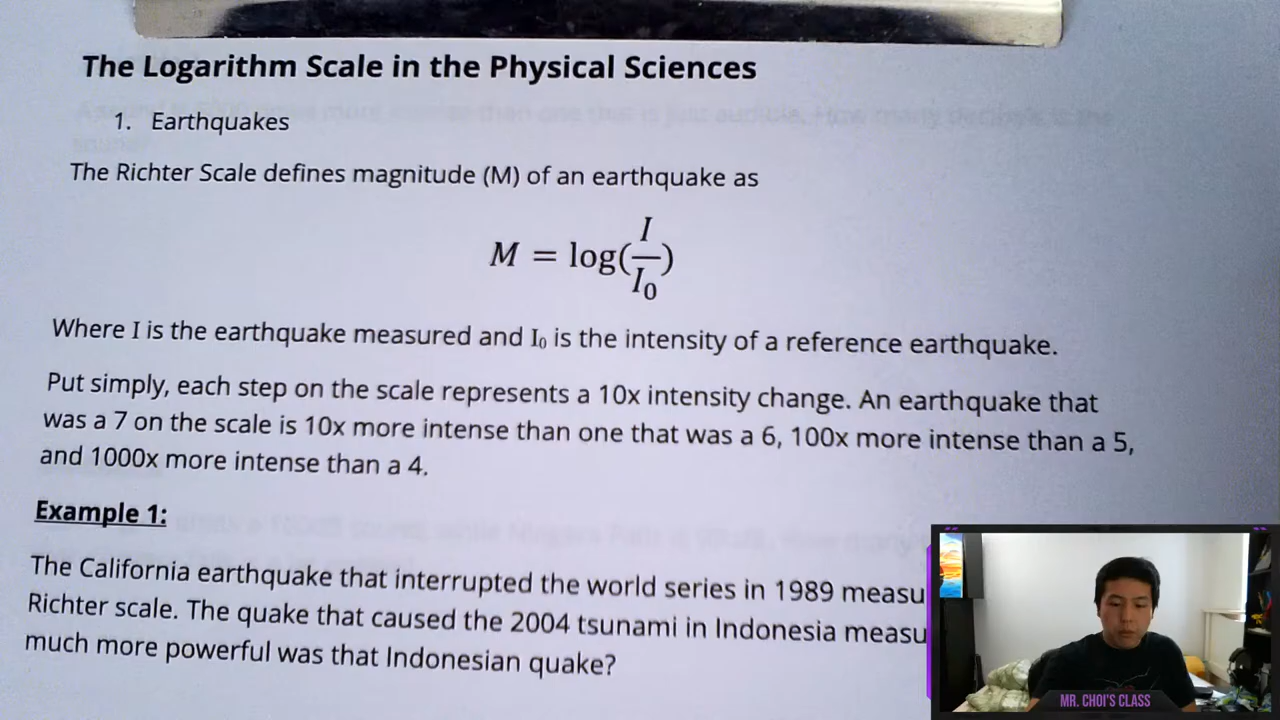 The Logarithm Scale in the Physical Sciences
1. Earthquakes
The Richter Scale defines magnitude (M) of an earthquake as
M = log(I/I₀)
Where I is the earthquake measured and I₀ is the intensity of a reference earthquake.
Put simply, each step on the scale represents a 10x intensity change. An earthquake that
was a 7 on the scale is 10x more intense than one that was a 6, 100x more intense than a 5,
and 1000x more intense than a 4.
Example 1:
The California earthquake that interrupted the world series in 1989 measu
Richter scale. The quake that caused the 2004 tsunami in Indonesia measu
much more powerful was that Indonesian quake?
MR. CHOI'S CLASS